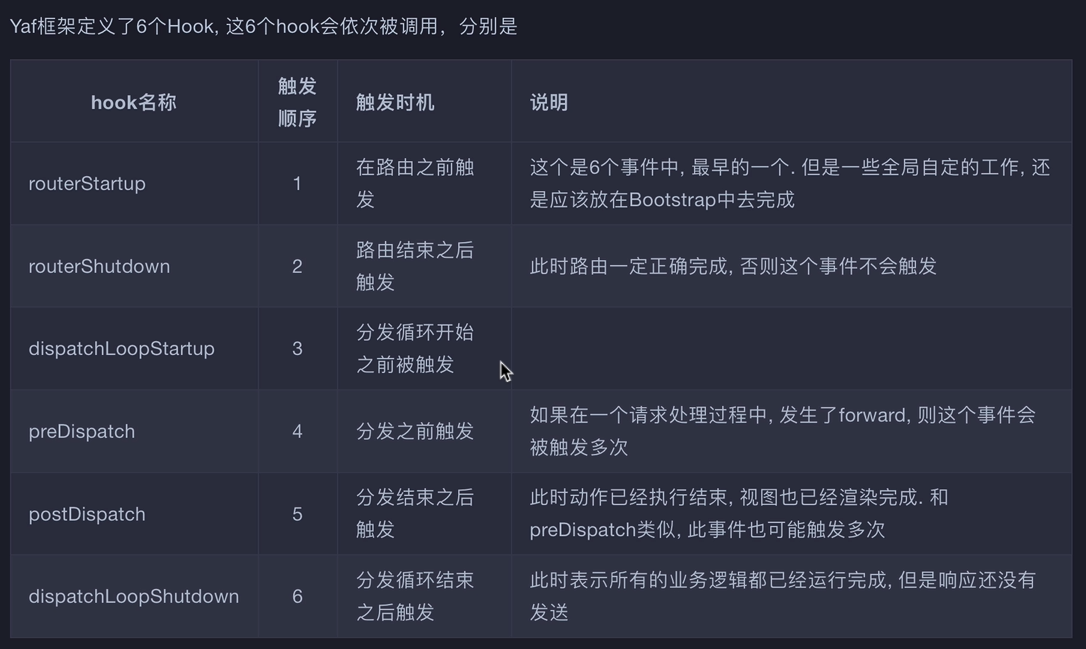 Yaf框架定义了6个Hook, 这6个hook会依次被调用，分别是
hook名称
触发
顺序
触发时机
说明
routerStartup
1
在路由之前触
发
这个是6个事件中, 最早的一个. 但是一些全局自定的工作, 还
是应该放在Bootstrap中去完成
routerShutdown
2
路由结束之后
触发
此时路由一定正确完成, 否则这个事件不会触发
dispatchLoopStartup
3
分发循环开始
之前被触发
preDispatch
4
分发之前触发
如果在一个请求处理过程中, 发生了forward, 则这个事件会
被触发多次
postDispatch
5
分发结束之后
触发
此时动作已经执行结束, 视图也已经渲染完成. 和
preDispatch类似, 此事件也可能触发多次
dispatchLoopShutdown
6
分发循环结束
之后触发
此时表示所有的业务逻辑都已经运行完成, 但是响应还没有
发送